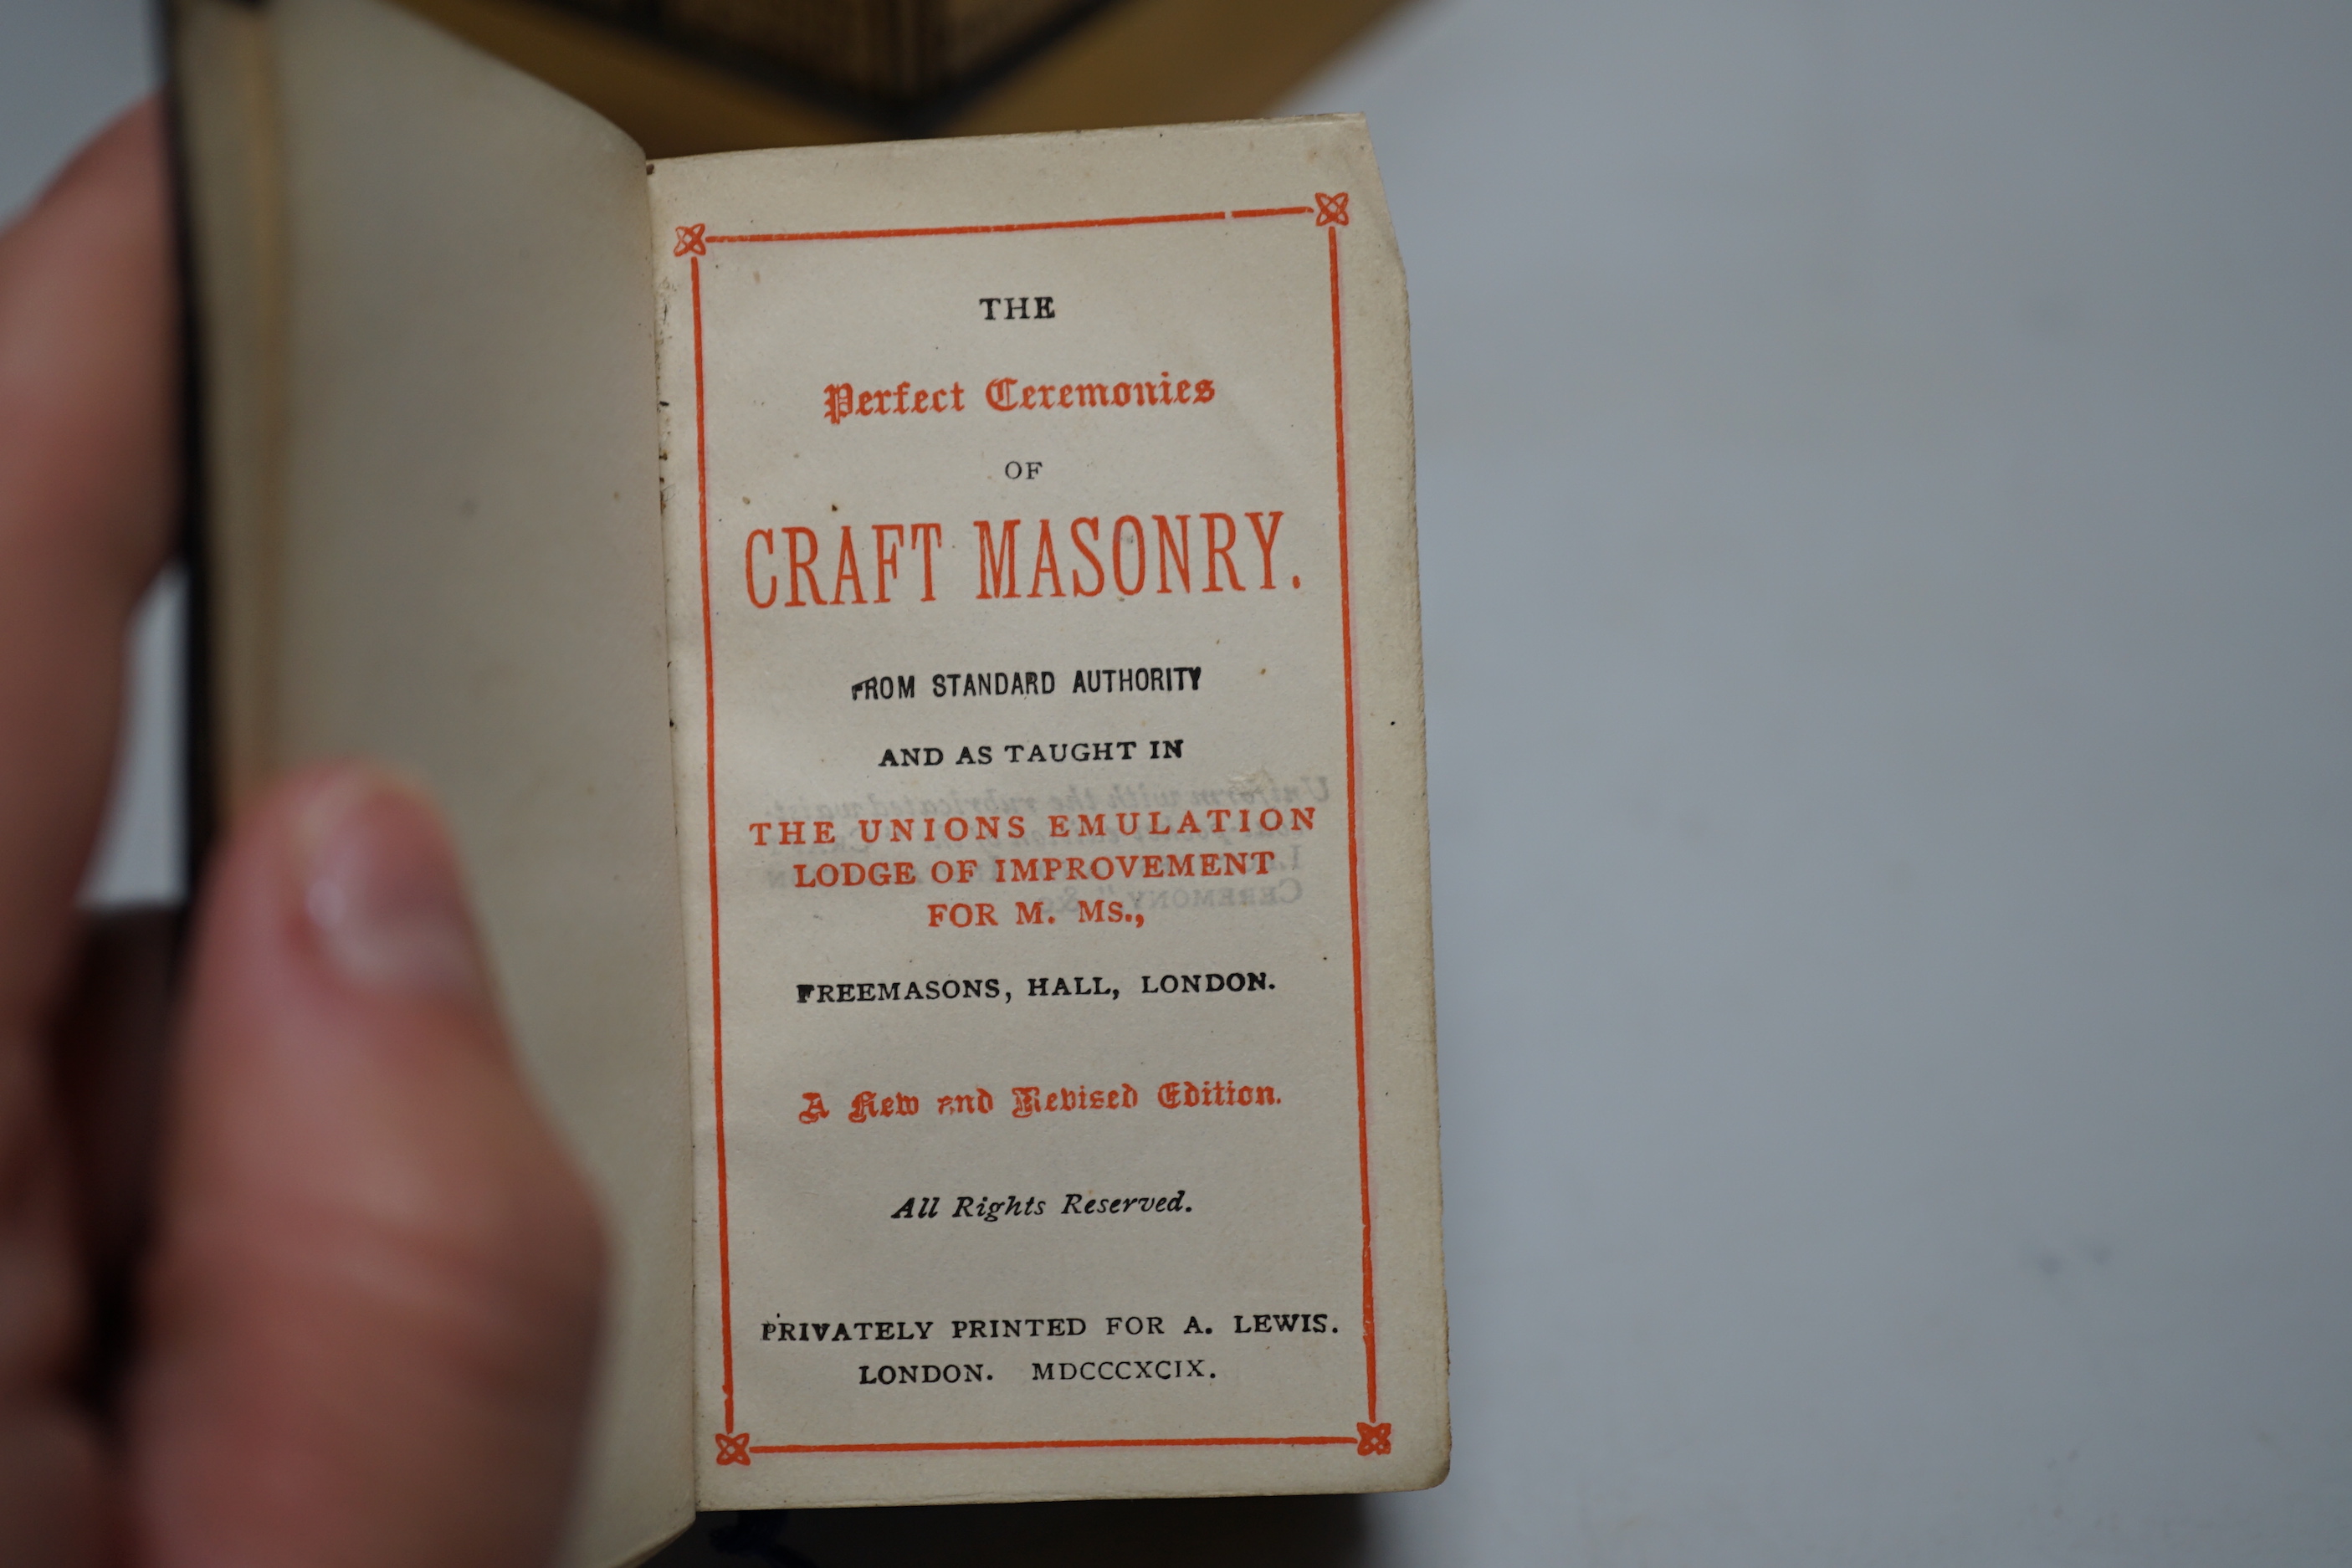 THE
Perfect Ceremonies
OF
CRAFT MASONRY.
FROM STANDARD AUTHORITY
AND AS TAUGHT IN
THE UNIONS EMULATION
LODGE OF IMPROVEMENT
FOR M. MS.,
FREEMASONS, HALL, LONDON.
A New and Revised Edition.
All Rights Reserved.
PRIVATELY PRINTED FOR A. LEWIS.
LONDON. MDCCCXCIX.